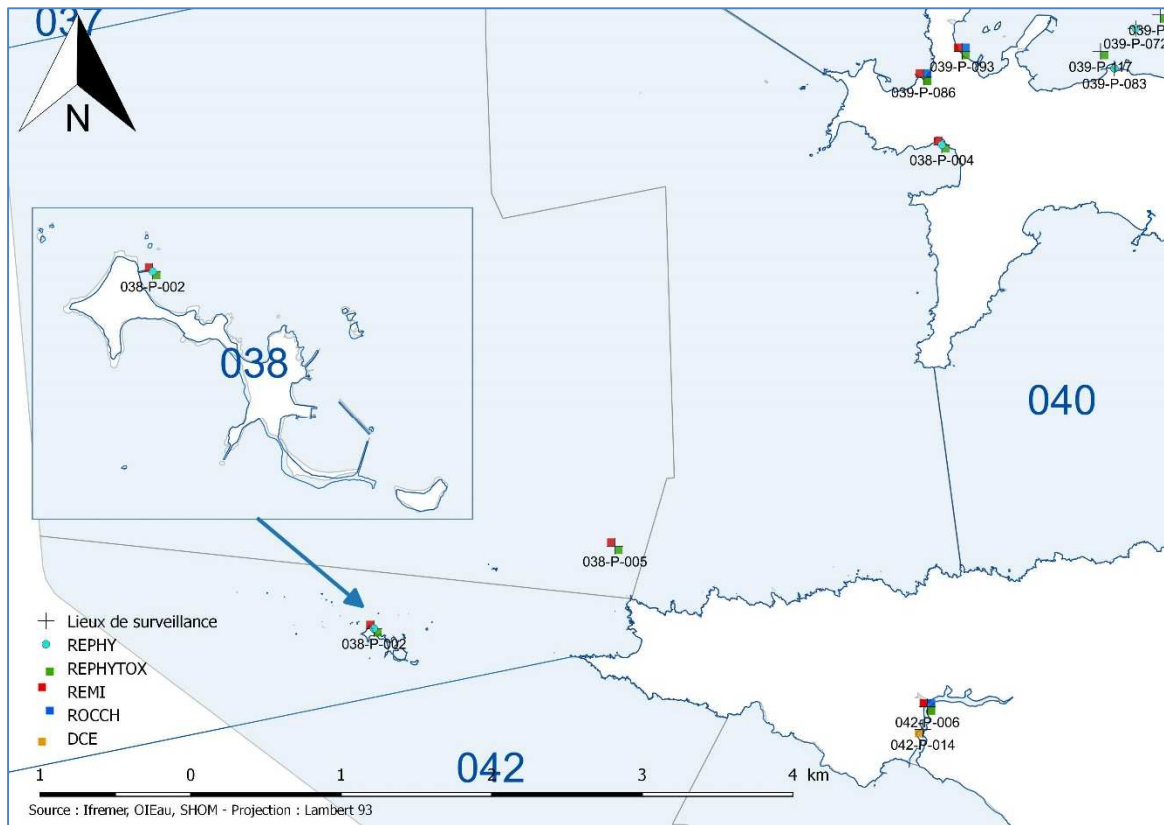 037
N
039-P-
039-P-072
039-P-093
039-P-117
039-P-083
039-P-086
038-P-004
038-P-002
038
040
038-P-005
038-P-002
Lieux de surveillance
REPHY
REPHYTOX
REMI
ROCCH
DCE
042-P-006
042-P-014
042
1 0 1 2 3 4 km
Source : Ifremer, OIEau, SHOM - Projection : Lambert 93